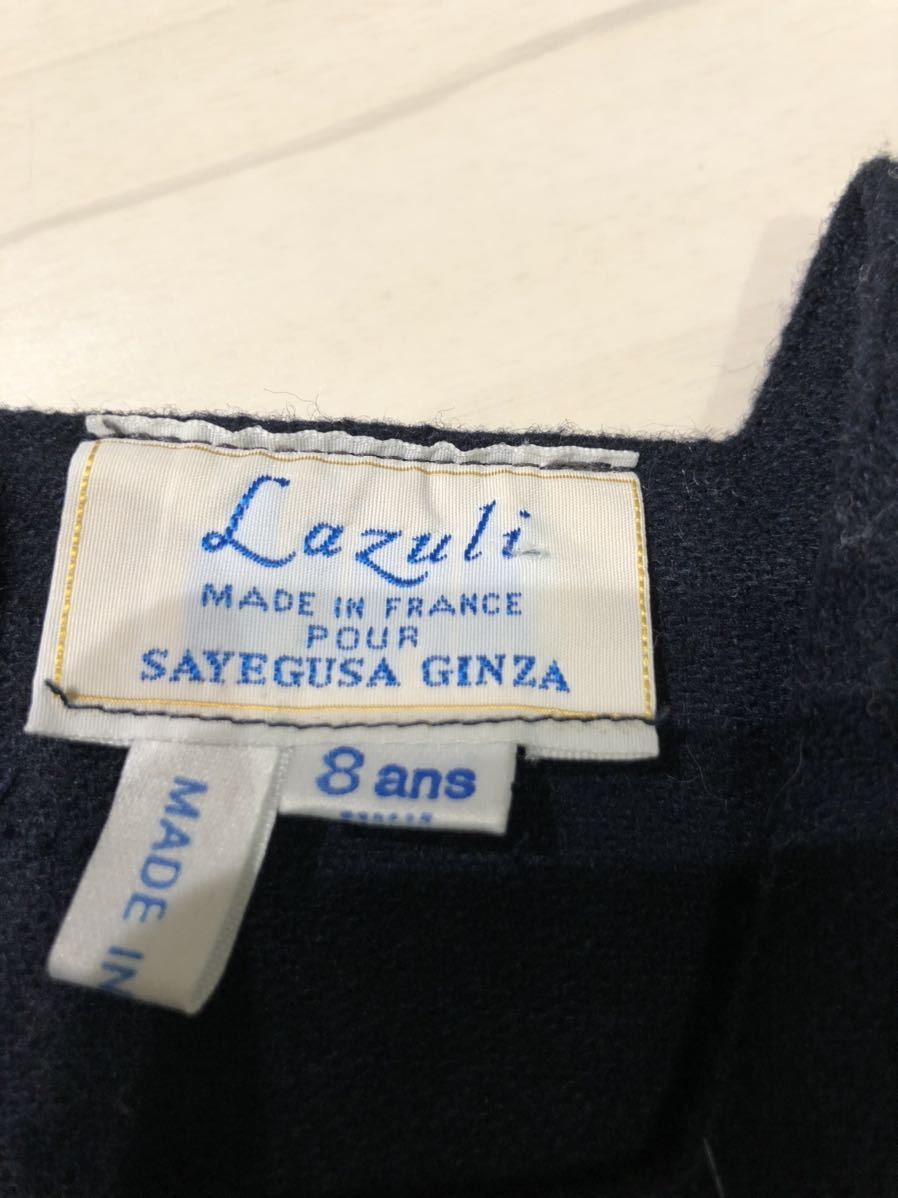 Lazuli
MADE IN FRANCE
POUR
SAYEGUSA GINZA
8 ans
MADE IN